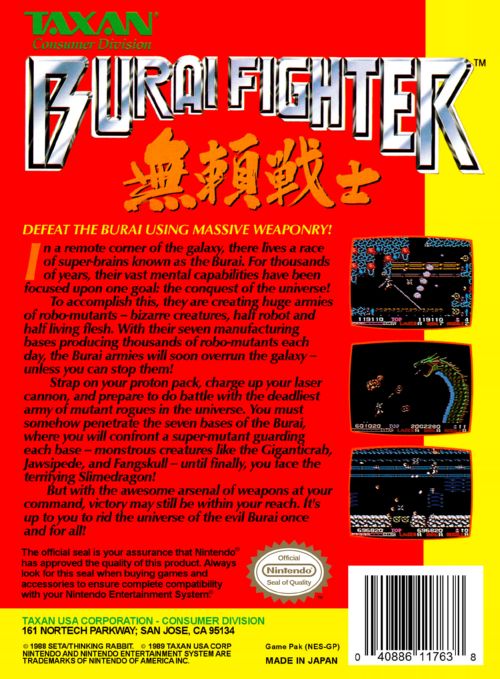 TAXAN
Consumer Division
BURAI FIGHTER™
無頼戦士
DEFEAT THE BURAI USING MASSIVE WEAPONRY!
In a remote corner of the galaxy, there lives a race
of super-brains known as the Burai. For thousands
of years, their vast mental capabilities have been
focused upon one goal: the conquest of the universe!
To accomplish this, they are creating huge armies
of robo-mutants – bizarre creatures, half robot and
half living flesh. With their seven manufacturing
bases producing thousands of robo-mutants each
day, the Burai armies will soon overrun the galaxy –
unless you can stop them!
Strap on your proton pack, charge up your laser
cannon, and prepare to do battle with the deadliest
army of mutant rogues in the universe. You must
somehow penetrate the seven bases of the Burai,
where you will confront a super-mutant guarding
each base – monstrous creatures like the Giganticrah,
Jawsipede, and Fangskull – until finally, you face the
terrifying Slimedragon!
But with the awesome arsenal of weapons at your
command, victory may still be within your reach. It's
up to you to rid the universe of the evil Burai once
and for all!
119110 TOP 119110
601020 TOP 2002260
696820 TOP 696820
The official seal is your assurance that Nintendo®
has approved the quality of this product. Always
look for this seal when buying games and
accessories to ensure complete compatibility
with your Nintendo Entertainment System®
Official
Nintendo
Seal of Quality
TAXAN USA CORPORATION - CONSUMER DIVISION
161 NORTECH PARKWAY; SAN JOSE, CA 95134
© 1988 SETA/THINKING RABBIT. © 1989 TAXAN USA CORP
NINTENDO AND NINTENDO ENTERTAINMENT SYSTEM ARE
TRADEMARKS OF NINTENDO OF AMERICA INC.
Game Pak (NES-GP)
MADE IN JAPAN
0 40886 11763 8